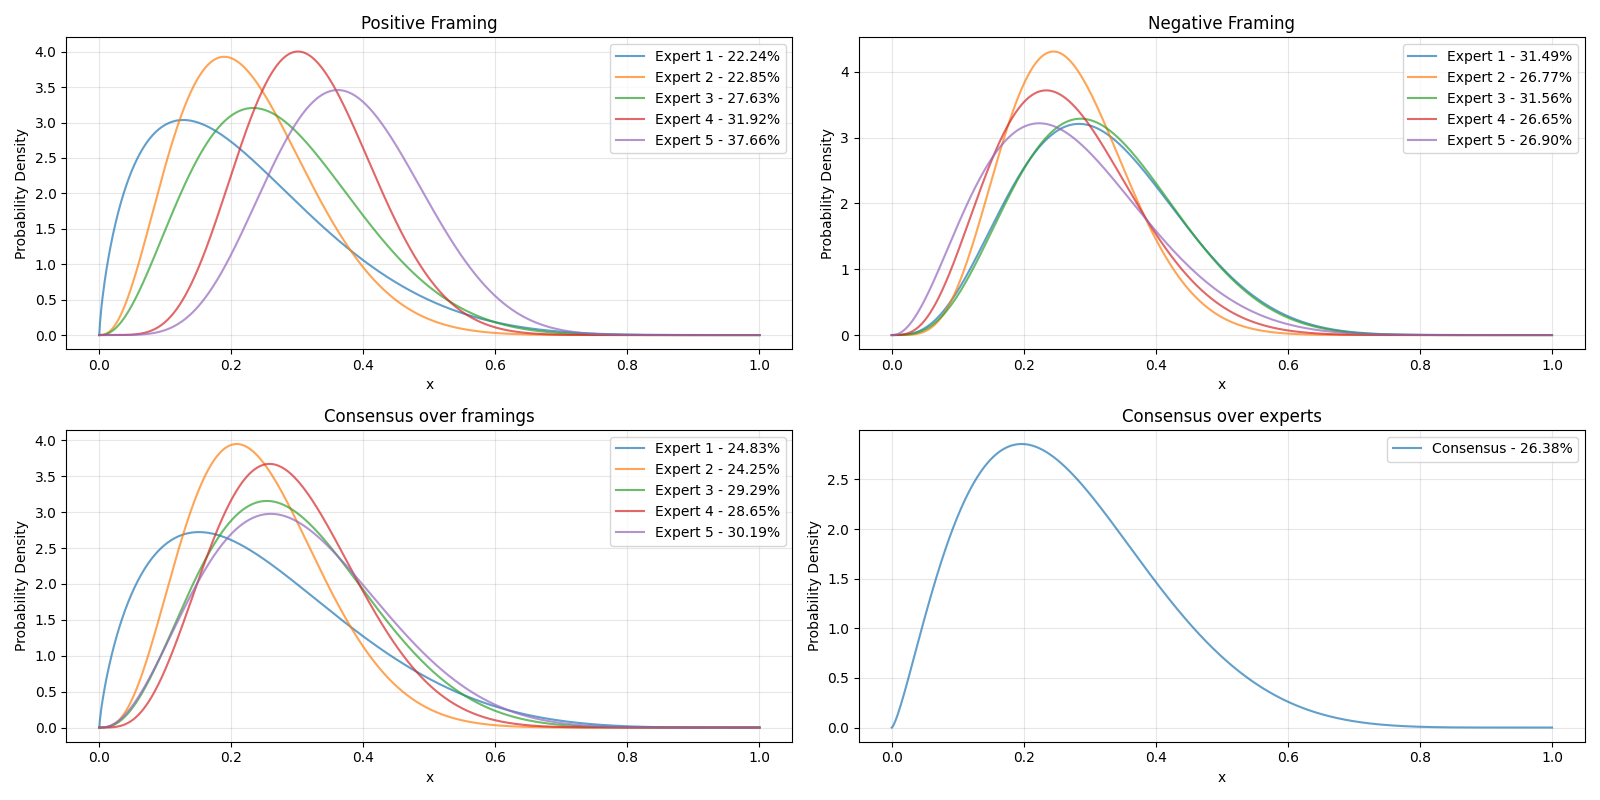 Positive Framing
Probability Density
4.0
3.5
3.0
2.5
2.0
1.5
1.0
0.5
0.0
Expert 1 - 22.24%
Expert 2 - 22.85%
Expert 3 - 27.63%
Expert 4 - 31.92%
Expert 5 - 37.66%
0.0 0.2 0.4 0.6 0.8 1.0
x
Negative Framing
Probability Density
4
3
2
1
0
Expert 1 - 31.49%
Expert 2 - 26.77%
Expert 3 - 31.56%
Expert 4 - 26.65%
Expert 5 - 26.90%
0.0 0.2 0.4 0.6 0.8 1.0
x
Consensus over framings
Probability Density
4.0
3.5
3.0
2.5
2.0
1.5
1.0
0.5
0.0
Expert 1 - 24.83%
Expert 2 - 24.25%
Expert 3 - 29.29%
Expert 4 - 28.65%
Expert 5 - 30.19%
0.0 0.2 0.4 0.6 0.8 1.0
x
Consensus over experts
Probability Density
2.5
2.0
1.5
1.0
0.5
0.0
Consensus - 26.38%
0.0 0.2 0.4 0.6 0.8 1.0
x